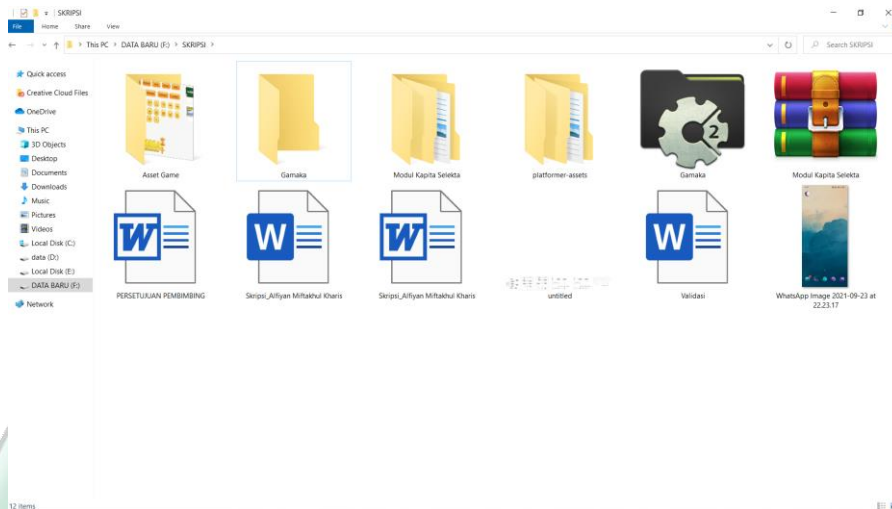 SKRIPSI
File Home Share View
This PC > DATA BARU (F:) > SKRIPSI >
Search SKRIPSI
Quick access
Creative Cloud Files
OneDrive
This PC
3D Objects
Desktop
Documents
Downloads
Music
Pictures
Videos
Local Disk (C:)
data (D:)
Local Disk (E:)
DATA BARU (F:)
Network
Asset Game
Gamaka
Modul Kapita Selekta
platformer-assets
2
Gamaka
Modul Kapita Selekta
W
PERSETUJUAN PEMBIMBING
W
Skripsi_Alfiyan Miftakhul Kharis
W
Skripsi_Alfiyan Miftakhul Kharis
untitled
W
Validasi
WhatsApp Image 2021-09-23 at
22.23.17
12 items